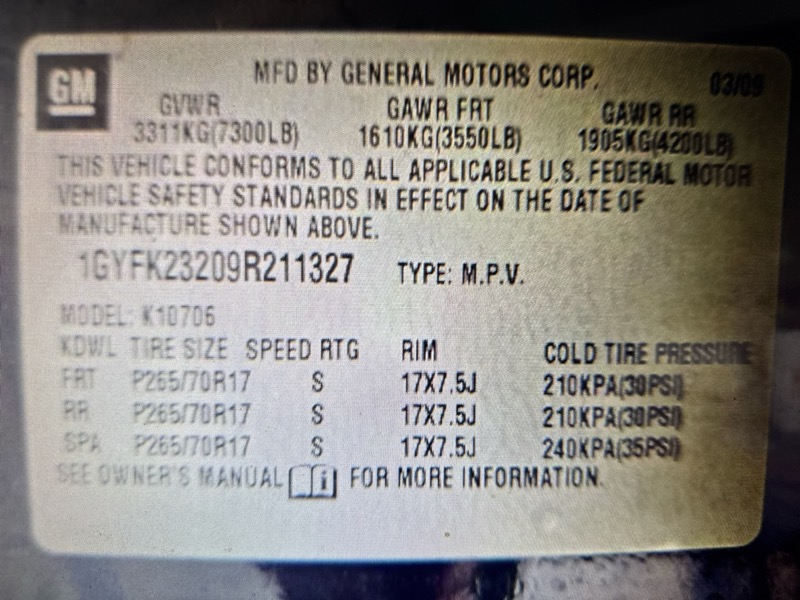 GM
MFD BY GENERAL MOTORS CORP. 03/09
GVWR GAWR FRT GAWR RR
3311KG(7300LB) 1610KG(3550LB) 1905KG(4200LB)
THIS VEHICLE CONFORMS TO ALL APPLICABLE U.S. FEDERAL MOTOR
VEHICLE SAFETY STANDARDS IN EFFECT ON THE DATE OF
MANUFACTURE SHOWN ABOVE.
1GYFK23209R211327 TYPE: M.P.V.
MODEL: K10706
KDWL TIRE SIZE SPEED RTG RIM COLD TIRE PRESSURE
FRT P265/70R17 S 17X7.5J 210KPA(30PSI)
RR P265/70R17 S 17X7.5J 210KPA(30PSI)
SPA P265/70R17 S 17X7.5J 240KPA(35PSI)
SEE OWNER'S MANUAL i FOR MORE INFORMATION.